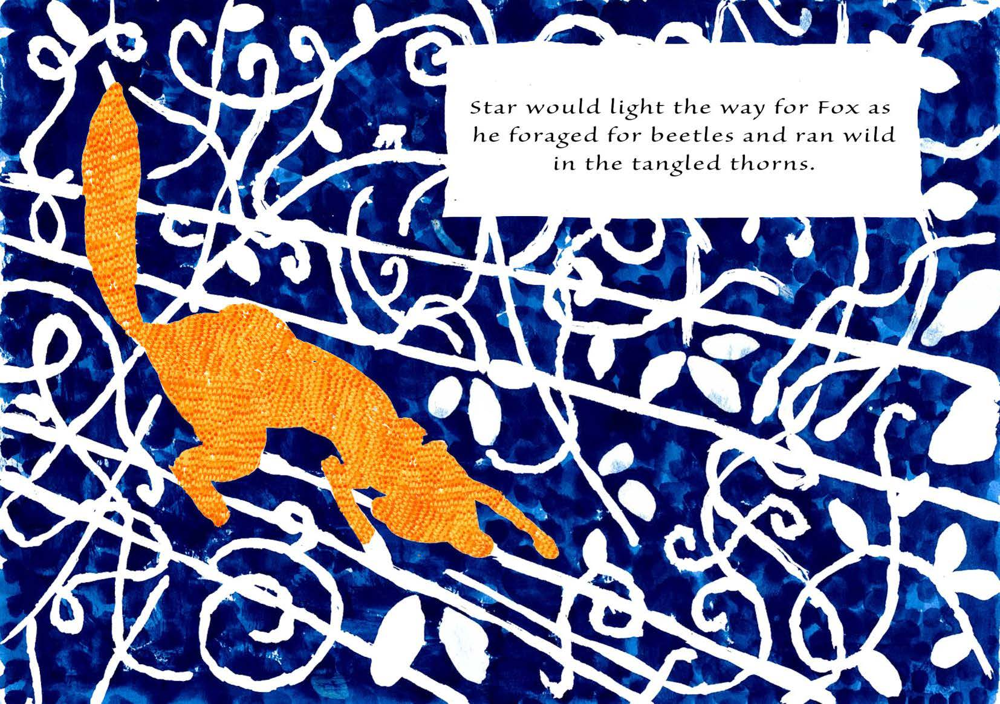 Star would light the way for Fox as
he foraged for beetles and ran wild
in the tangled thorns.